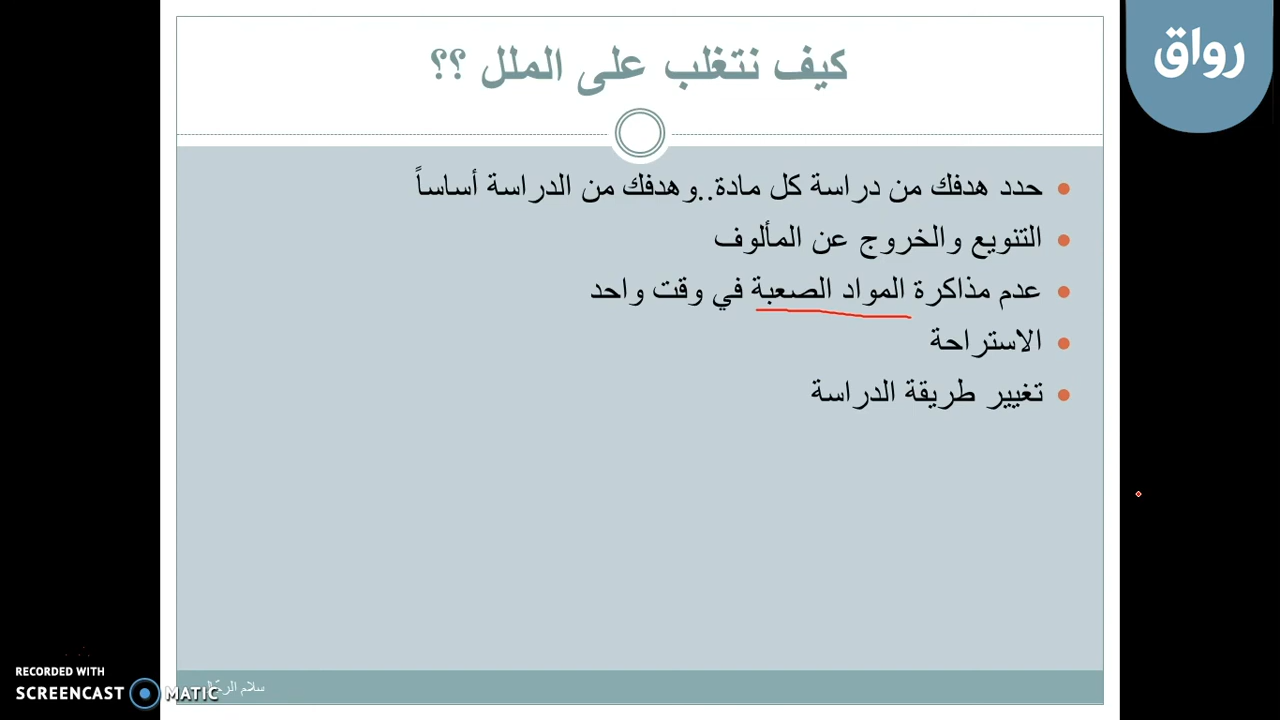 رواق
كيف نتغلب على الملل ؟؟
حدد هدفك من دراسة كل مادة..وهدفك من الدراسة أساساً
التنويع والخروج عن المألوف
عدم مذاكرة المواد الصعبة في وقت واحد
الاستراحة
تغيير طريقة الدراسة
سلام
RECORDED WITH
SCREENCAST MATIC